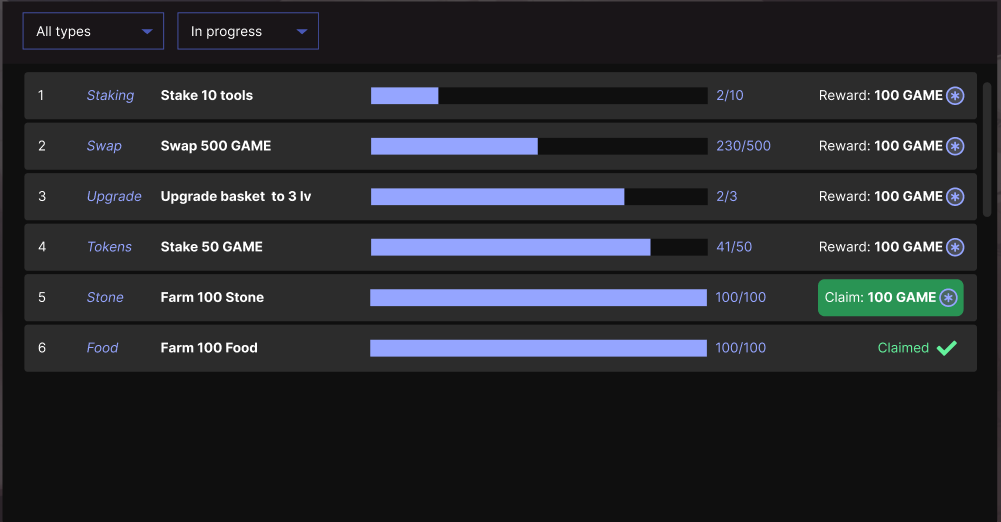 All types In progress
1 Staking Stake 10 tools 2/10 Reward: 100 GAME
2 Swap Swap 500 GAME 230/500 Reward: 100 GAME
3 Upgrade Upgrade basket to 3 lv 2/3 Reward: 100 GAME
4 Tokens Stake 50 GAME 41/50 Reward: 100 GAME
5 Stone Farm 100 Stone 100/100 Claim: 100 GAME
6 Food Farm 100 Food 100/100 Claimed